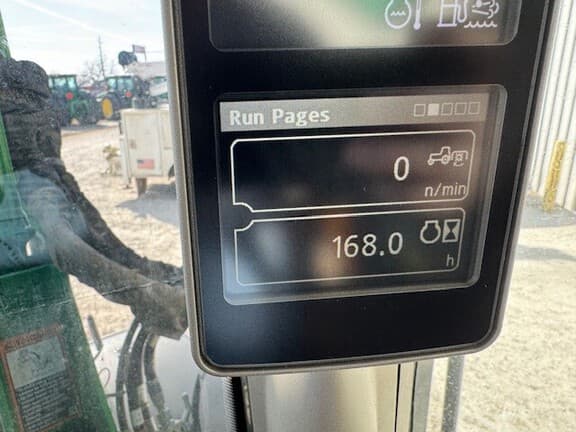 Run Pages
0
n/min
168.0
h